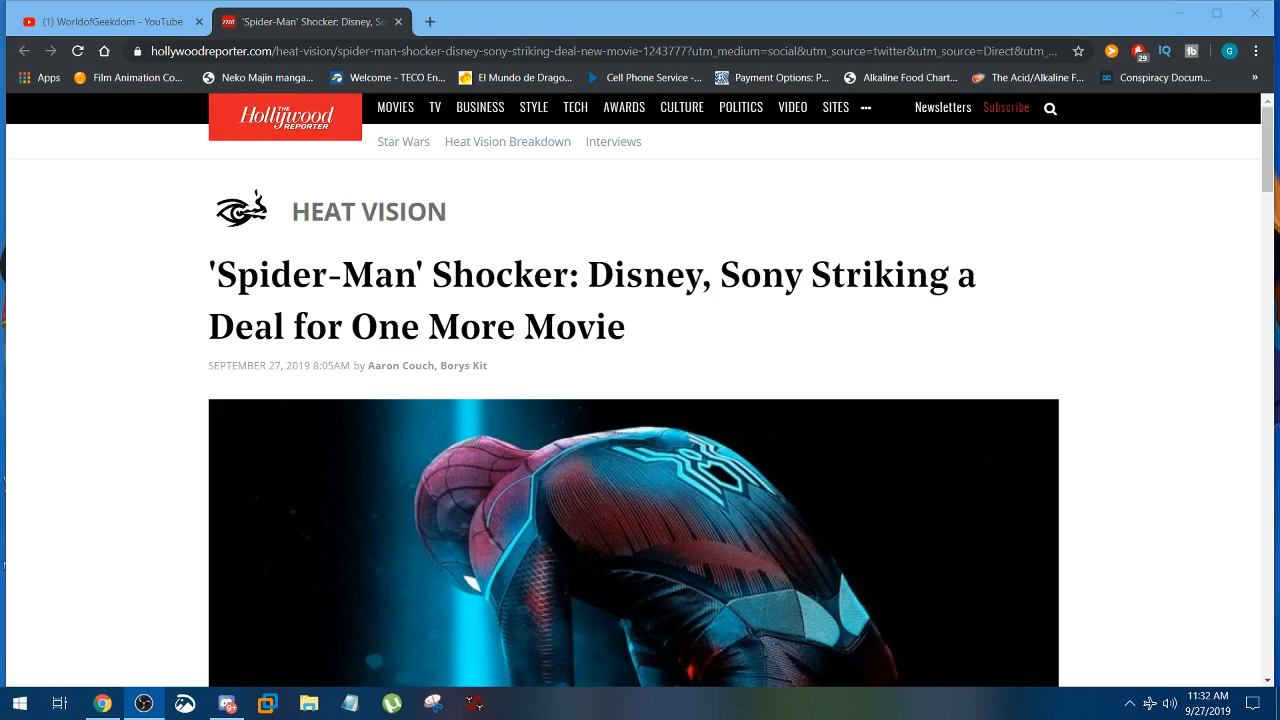 (1) WorldofGeekdom - YouTube
'Spider-Man' Shocker: Disney, So
hollywoodreporter.com/heat-vision/spider-man-shocker-disney-sony-striking-deal-new-movie-1243777?utm_medium=social&utm_source=twitter&utm_source=Direct&ut_...
29
IQ
tb
G
Apps
Film Animation Co...
Neko Majin manga...
Welcome - TECO En...
El Mundo de Drago...
Cell Phone Service -...
Payment Options: P...
Alkaline Food Chart...
The Acid/Alkaline F...
Conspiracy Docum...
»
THE
Hollywood
REPORTER
MOVIES TV BUSINESS STYLE TECH AWARDS CULTURE POLITICS VIDEO SITES •••
Newsletters Subscribe
Star Wars Heat Vision Breakdown Interviews
HEAT VISION
'Spider-Man' Shocker: Disney, Sony Striking a
Deal for One More Movie
SEPTEMBER 27, 2019 8:05AM by Aaron Couch, Borys Kit
11:32 AM
9/27/2019